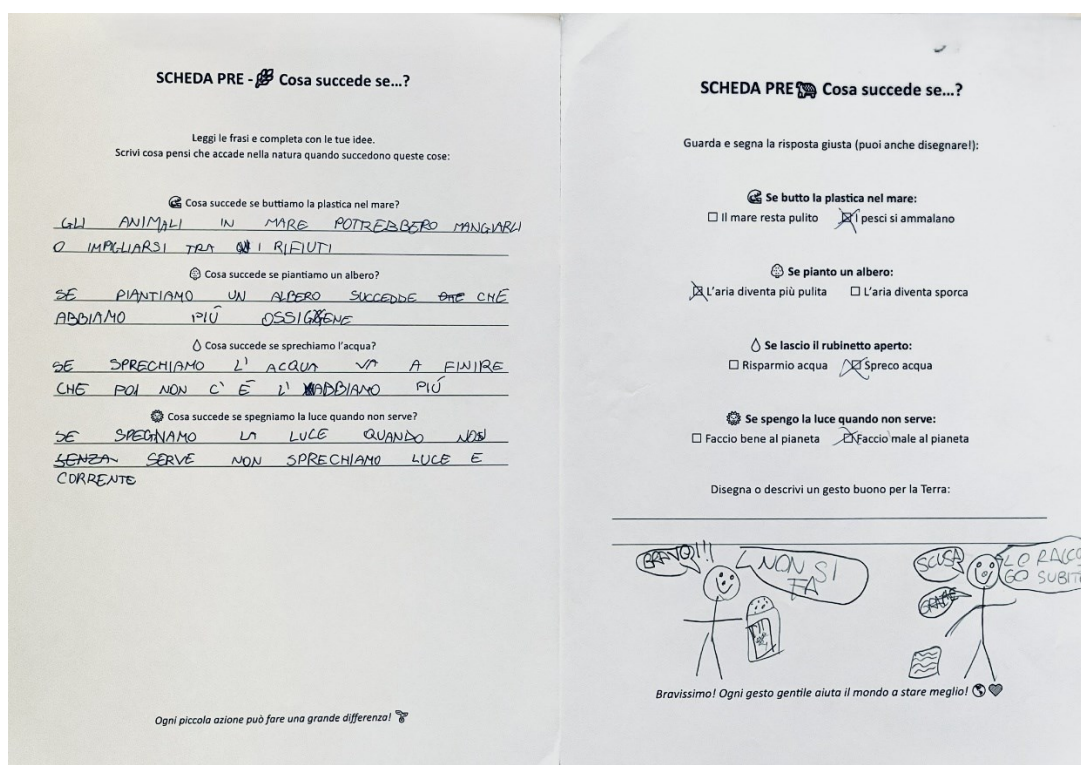 SCHEDA PRE - Cosa succede se...?
Leggi le frasi e completa con le tue idee.
Scrivi cosa pensi che accade nella natura quando succedono queste cose:
Cosa succede se buttiamo la plastica nel mare?
GLI ANIMALI IN MARE POTREBBERO MANGIARLI
O IMPIGLIARSI TRA I RIFIUTI
Cosa succede se piantiamo un albero?
SE PIANTIAMO UN ALBERO SUCCEDDE CHE
ABBIAMO PIÚ OSSIGENE
Cosa succede se sprechiamo l'acqua?
SE SPRECHIAMO L'ACQUA VA A FINIRE
CHE POI NON C'É L'ABBIAMO PIÚ
Cosa succede se spegniamo la luce quando non serve?
SE SPEGNAMO LA LUCE QUANDO NON
SENZA SERVE NON SPRECHIAMO LUCE E
CORRENTE
Ogni piccola azione può fare una grande differenza!
SCHEDA PRE Cosa succede se...?
Guarda e segna la risposta giusta (puoi anche disegnare!):
Se butto la plastica nel mare:
Il mare resta pulito I pesci si ammalano
Se pianto un albero:
L'aria diventa più pulita L'aria diventa sporca
Se lascio il rubinetto aperto:
Risparmio acqua Spreco acqua
Se spengo la luce quando non serve:
Faccio bene al pianeta Faccio male al pianeta
Disegna o descrivi un gesto buono per la Terra:
BRAVO!!!
NON SI
FA
SCUSA
LO RACCO
GO SUBITO
GRAZIE
Bravissimo! Ogni gesto gentile aiuta il mondo a stare meglio!